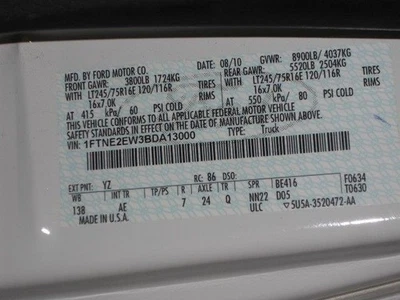 MFD. BY FORD MOTOR CO.
DATE: 08/10 GVWR: 8900LB/ 4037KG
FRONT GAWR: 3800LB 1724KG REAR GAWR: 5520LB 2504KG
WITH LT245/75R16E 120/116R TIRES WITH LT245/75R16E 120/116R TIRES
16x7.0K RIMS 16x7.0K RIMS
AT 415 kPa/ 60 PSI COLD AT 550 kPa/ 80 PSI COLD
THIS VEHICLE CONFORMS TO ALL APPLICABLE FEDERAL MOTOR VEHICLE
SAFETY STANDARDS IN EFFECT ON THE DATE OF MANUFACTURE SHOWN ABOVE.
VIN: 1FTNE2EW3BDA13000
TYPE: Truck
EXT PNT: YZ RC: 86 DSO: F0634
WB INT TR TP/PS R AXLE TR SPR BE416 T0630
138 AE 7 24 Q NN22 D05
MADE IN U.S.A. ULC 5U5A-3520472-AA